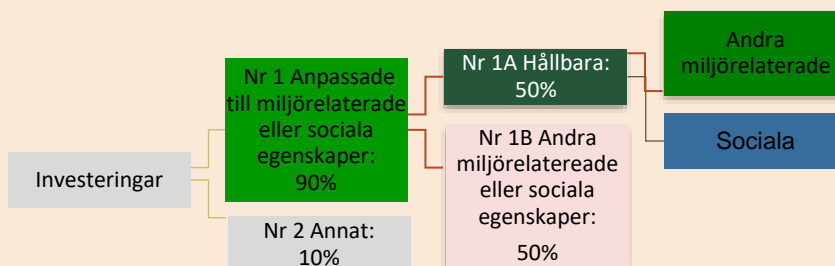 Investeringar
Nr 1 Anpassade
till miljörelaterade
eller sociala
egenskaper:
90%
Nr 2 Annat:
10%
Nr 1A Hållbara:
50%
Nr 1B Andra
miljörelatereade
eller sociala
egenskaper:
50%
Andra
miljörelaterade
Sociala